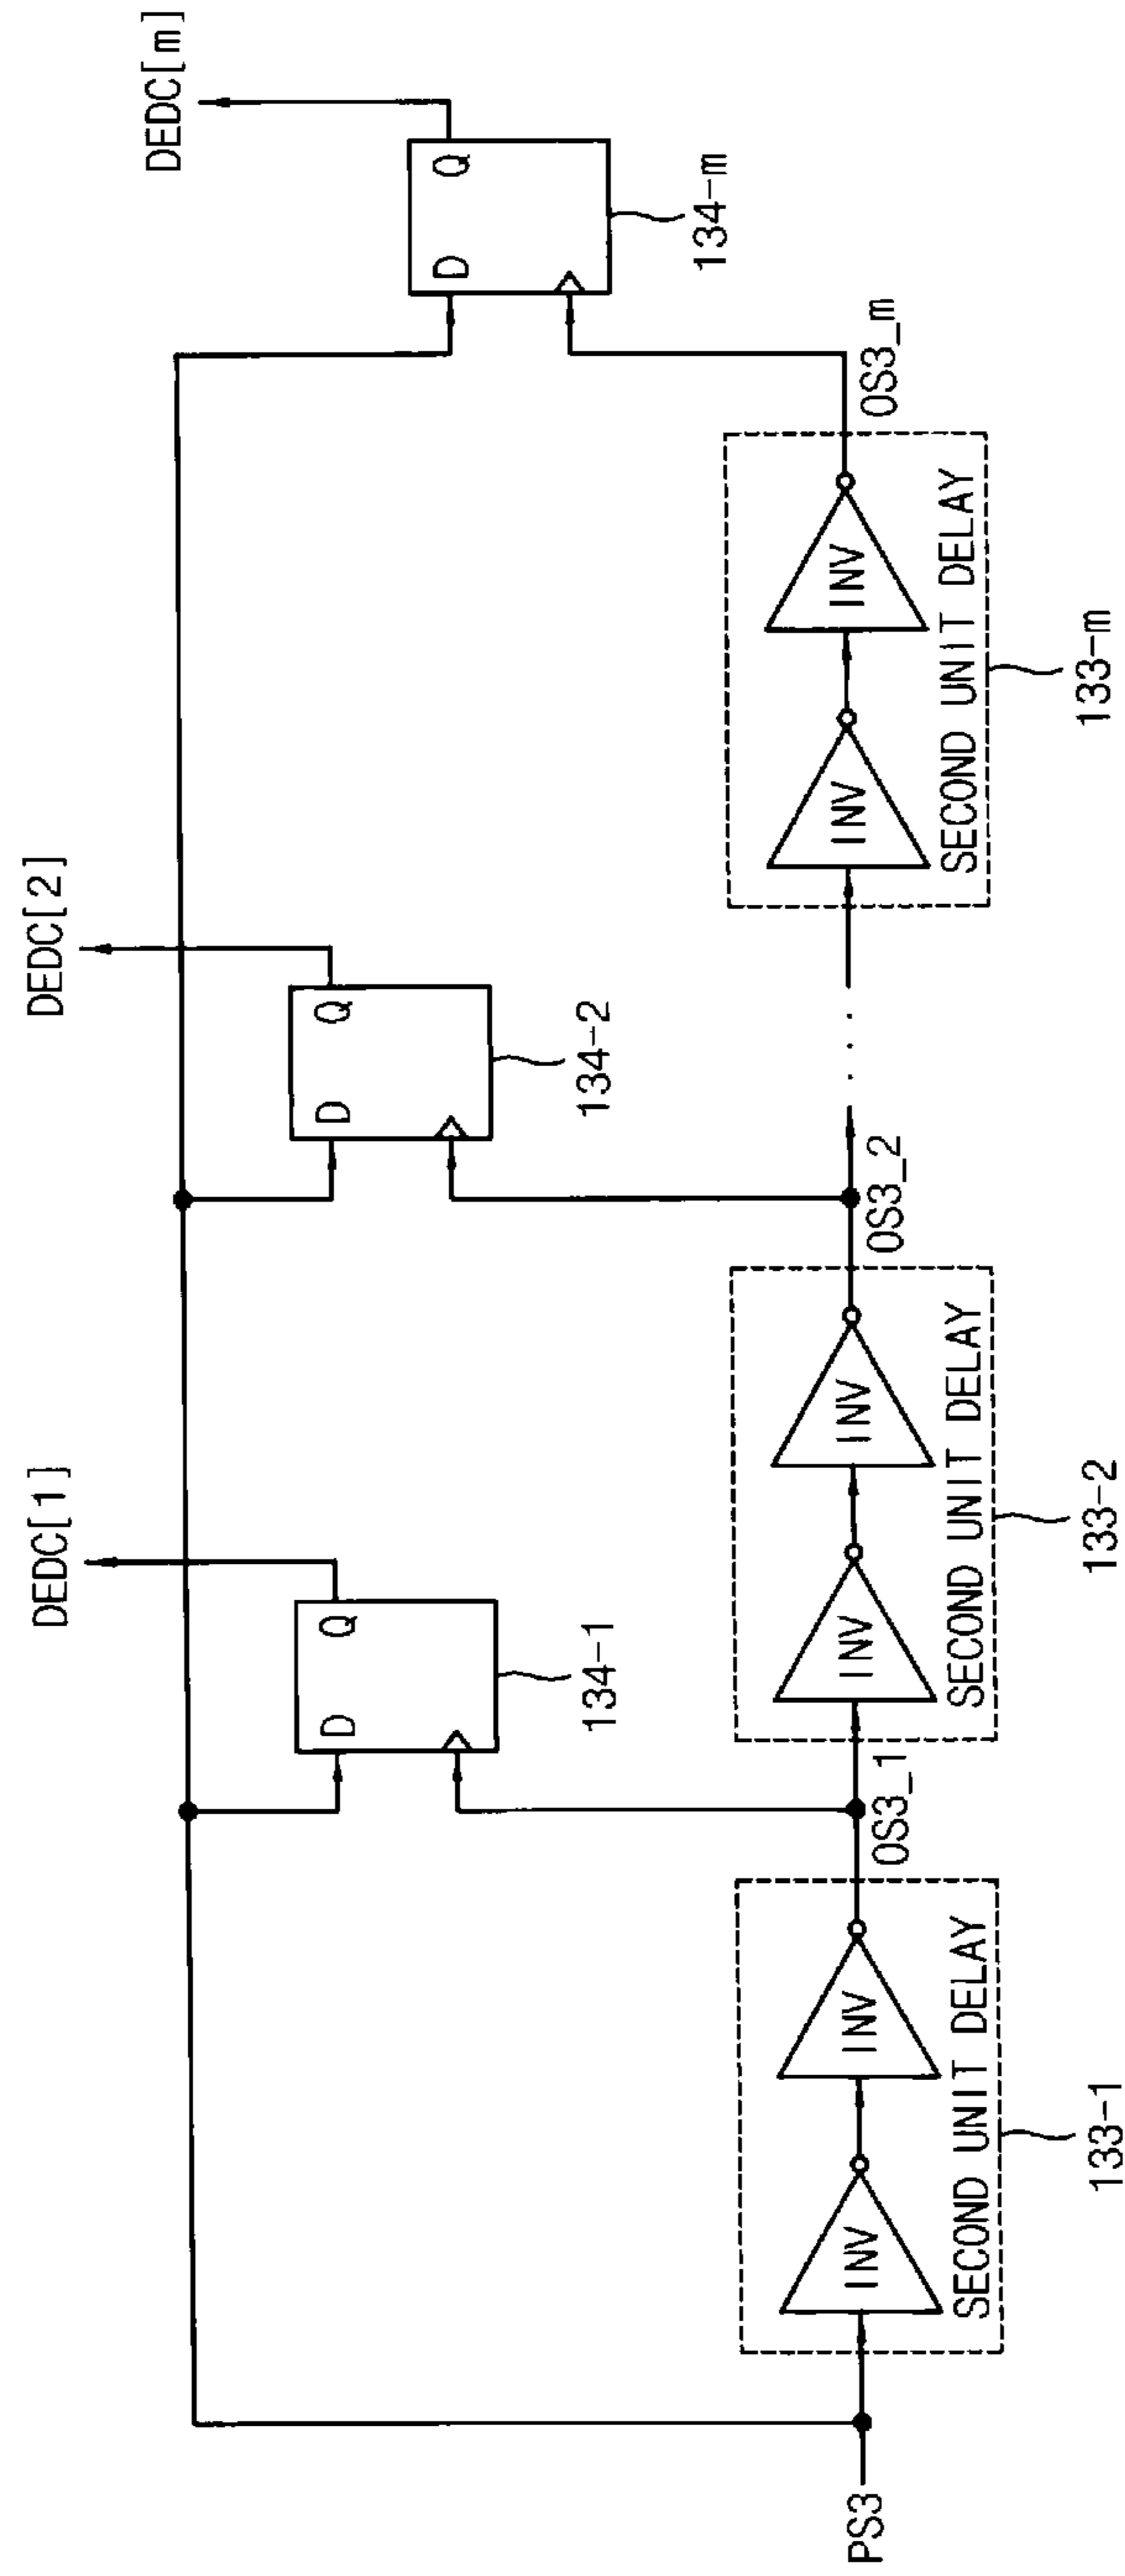 DEDC[1]
DEDC[2]
DEDC[m]
D
Q
134-1
D
Q
134-2
D
Q
134-m
PS3
INV
INV
SECOND UNIT DELAY
133-1
OS3_1
INV
INV
SECOND UNIT DELAY
133-2
OS3_2
. . .
INV
INV
SECOND UNIT DELAY
133-m
OS3_m